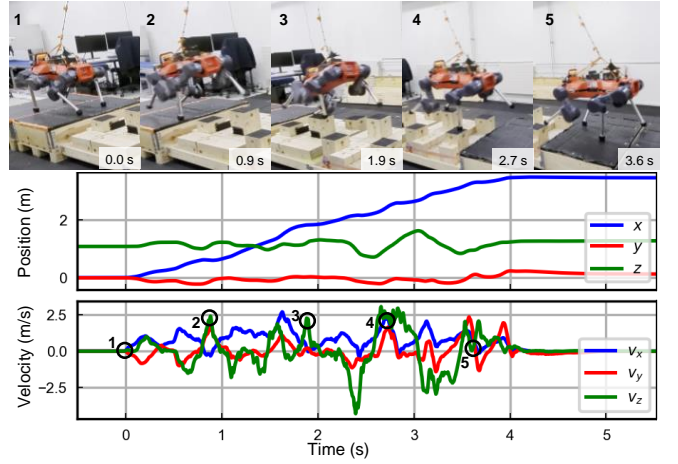 1 2 3 4 5
0.0 s 0.9 s 1.9 s 2.7 s 3.6 s
Position (m)
2
0
x
y
z
Velocity (m/s)
2.5
0.0
−2.5
1 2 3 4 5
v_x
v_y
v_z
0 1 2 3 4 5
Time (s)